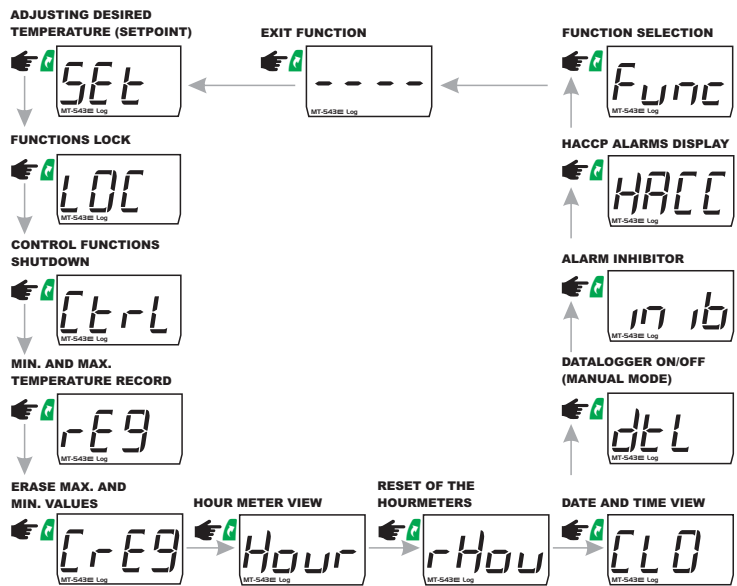 ADJUSTING DESIRED
TEMPERATURE (SETPOINT)
SEt
MT-543E Log
EXIT FUNCTION
----
MT-543E Log
FUNCTION SELECTION
Func
MT-543E Log
FUNCTIONS LOCK
LOC
MT-543E Log
HACCP ALARMS DISPLAY
HACC
MT-543E Log
CONTROL FUNCTIONS
SHUTDOWN
CtrL
MT-543E Log
ALARM INHIBITOR
inib
MT-543E Log
MIN. AND MAX.
TEMPERATURE RECORD
rEg
MT-543E Log
DATALOGGER ON/OFF
(MANUAL MODE)
dtL
MT-543E Log
ERASE MAX. AND
MIN. VALUES
CrEg
MT-543E Log
HOUR METER VIEW
Hour
MT-543E Log
RESET OF THE
HOURMETERS
rHou
MT-543E Log
DATE AND TIME VIEW
CLO
MT-543E Log